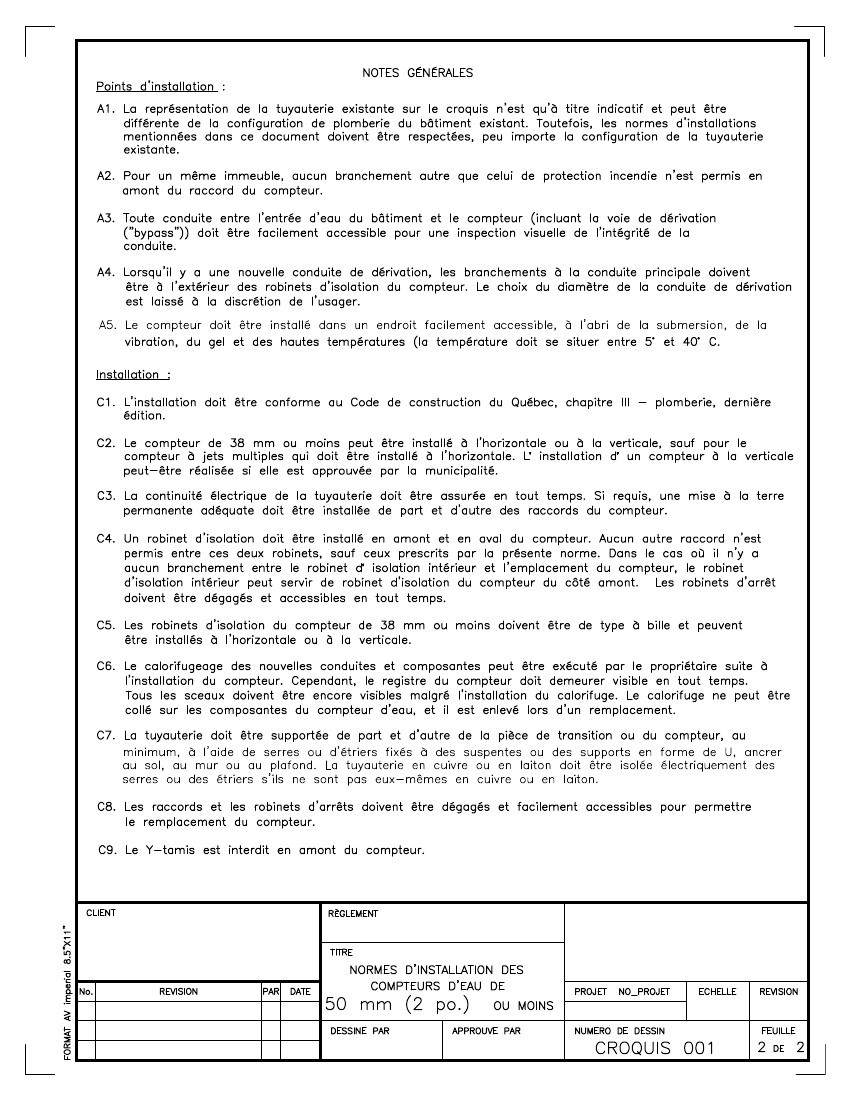 NOTES GÉNÉRALES
Points d'installation :
A1. La représentation de la tuyauterie existante sur le croquis n'est qu'à titre indicatif et peut être
différente de la configuration de plomberie du bâtiment existant. Toutefois, les normes d'installations
mentionnées dans ce document doivent être respectées, peu importe la configuration de la tuyauterie
existante.
A2. Pour un même immeuble, aucun branchement autre que celui de protection incendie n'est permis en
amont du raccord du compteur.
A3. Toute conduite entre l'entrée d'eau du bâtiment et le compteur (incluant la voie de dérivation
("bypass")) doit être facilement accessible pour une inspection visuelle de l'intégrité de la
conduite.
A4. Lorsqu'il y a une nouvelle conduite de dérivation, les branchements à la conduite principale doivent
être à l'extérieur des robinets d'isolation du compteur. Le choix du diamètre de la conduite de dérivation
est laissé à la discrétion de l'usager.
A5. Le compteur doit être installé dans un endroit facilement accessible, à l'abri de la submersion, de la
vibration, du gel et des hautes températures (la température doit se situer entre 5° et 40° C.
Installation :
C1. L'installation doit être conforme au Code de construction du Québec, chapitre III – plomberie, dernière
édition.
C2. Le compteur de 38 mm ou moins peut être installé à l'horizontale ou à la verticale, sauf pour le
compteur à jets multiples qui doit être installé à l'horizontale. L' installation d' un compteur à la verticale
peut-être réalisée si elle est approuvée par la municipalité.
C3. La continuité électrique de la tuyauterie doit être assurée en tout temps. Si requis, une mise à la terre
permanente adéquate doit être installée de part et d'autre des raccords du compteur.
C4. Un robinet d'isolation doit être installé en amont et en aval du compteur. Aucun autre raccord n'est
permis entre ces deux robinets, sauf ceux prescrits par la présente norme. Dans le cas où il n'y a
aucun branchement entre le robinet d' isolation intérieur et l'emplacement du compteur, le robinet
d'isolation intérieur peut servir de robinet d'isolation du compteur du côté amont. Les robinets d'arrêt
doivent être dégagés et accessibles en tout temps.
C5. Les robinets d'isolation du compteur de 38 mm ou moins doivent être de type à bille et peuvent
être installés à l'horizontale ou à la verticale.
C6. Le calorifugeage des nouvelles conduites et composantes peut être exécuté par le propriétaire suite à
l'installation du compteur. Cependant, le registre du compteur doit demeurer visible en tout temps.
Tous les sceaux doivent être encore visibles malgré l'installation du calorifuge. Le calorifuge ne peut être
collé sur les composantes du compteur d'eau, et il est enlevé lors d'un remplacement.
C7. La tuyauterie doit être supportée de part et d'autre de la pièce de transition ou du compteur, au
minimum, à l'aide de serres ou d'étriers fixés à des suspentes ou des supports en forme de U, ancrer
au sol, au mur ou au plafond. La tuyauterie en cuivre ou en laiton doit être isolée électriquement des
serres ou des étriers s'ils ne sont pas eux-mêmes en cuivre ou en laiton.
C8. Les raccords et les robinets d'arrêts doivent être dégagés et facilement accessibles pour permettre
le remplacement du compteur.
C9. Le Y-tamis est interdit en amont du compteur.
CLIENT
RÈGLEMENT
TITRE
NORMES D'INSTALLATION DES
COMPTEURS D'EAU DE
50 mm (2 po.) OU MOINS
No. REVISION PAR DATE
DESSINE PAR APPROUVE PAR
PROJET NO_PROJET ECHELLE REVISION
NUMERO DE DESSIN FEUILLE
CROQUIS 001 2 DE 2
FORMAT AV imperial 8.5"X11"